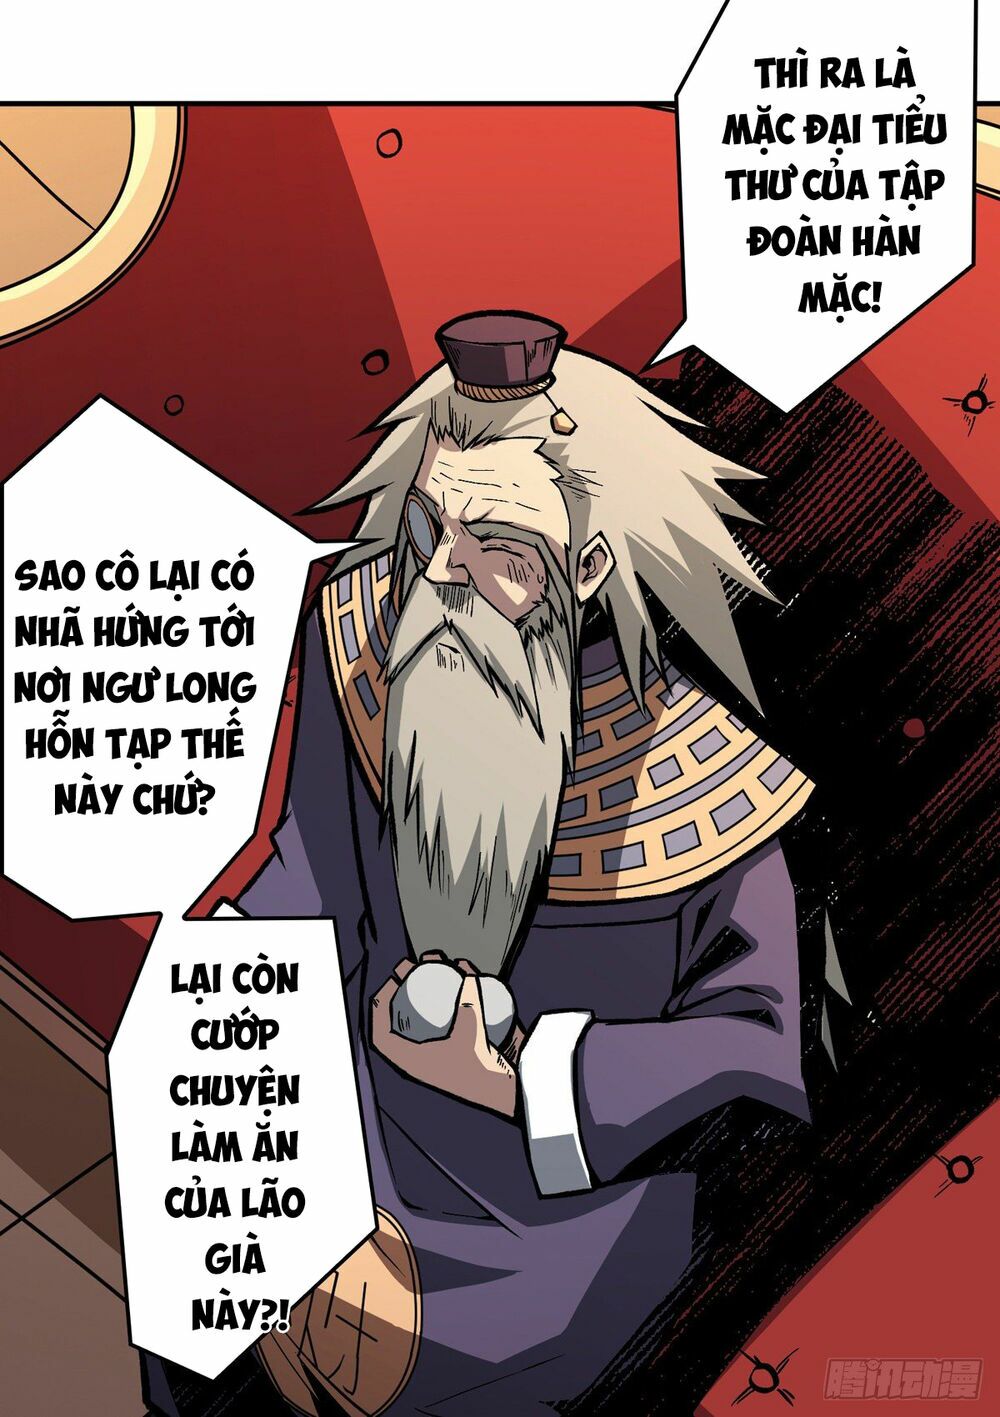 THÌ RA LÀ
MẶC ĐẠI TIỂU
THƯ CỦA TẬP
ĐOÀN HÀN
MẶC!
SAO CÔ LẠI CÓ
NHÃ HỨNG TỚI
NƠI NGƯ LONG
HỖN TẠP THẾ
NÀY CHỨ?
LẠI CÒN
CƯỚP
CHUYỆN
LÀM ĂN
CỦA LÃO
GIÀ
NÀY?!
腾讯动漫